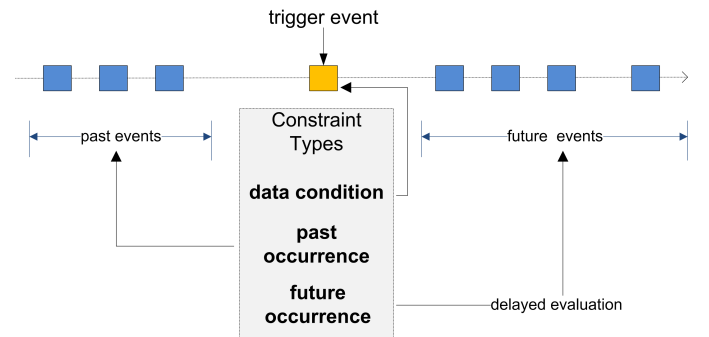 trigger event
past events
future events
Constraint
Types
data condition
past
occurrence
future
occurrence
delayed evaluation